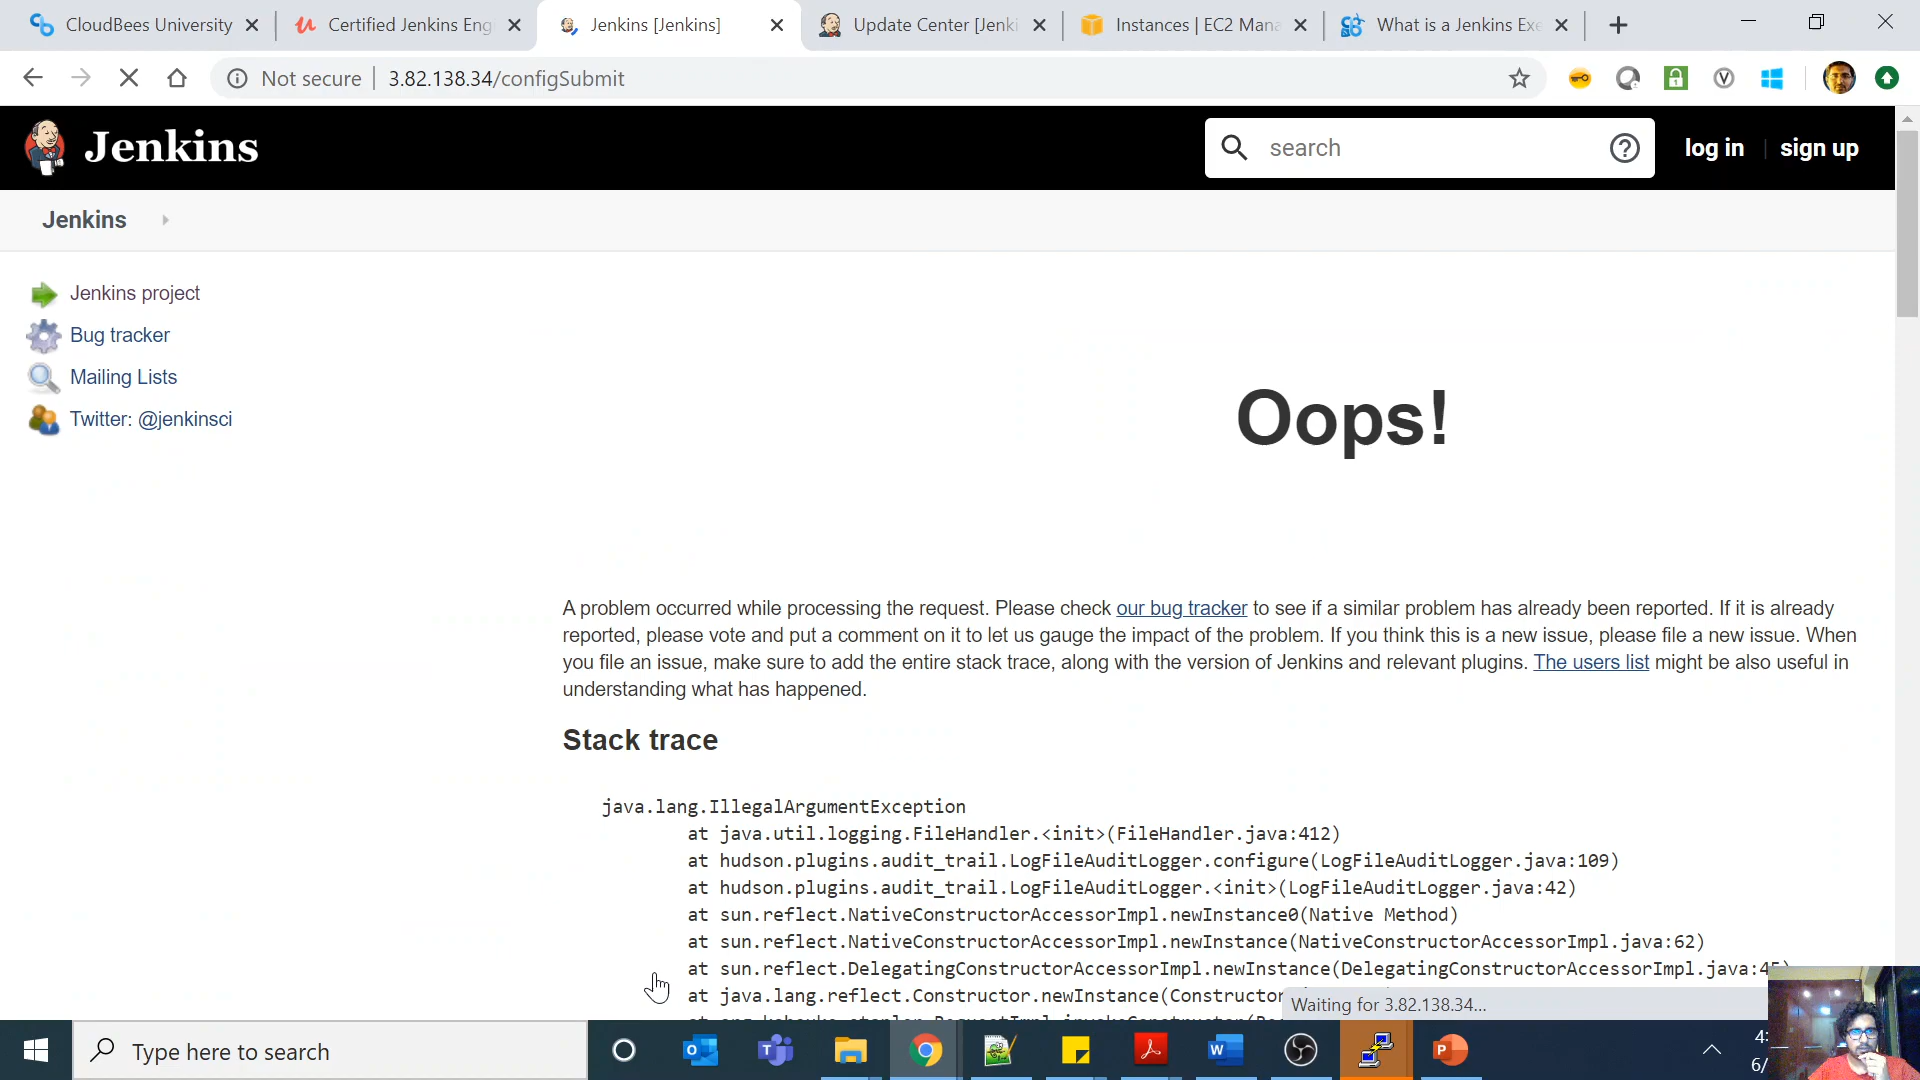 CloudBees University
Certified Jenkins Eng
Jenkins [Jenkins]
Update Center [Jenki
Instances | EC2 Mana
What is a Jenkins Exe
Not secure
3.82.138.34/configSubmit
Jenkins
search
log in
sign up
Jenkins
Jenkins project
Bug tracker
Mailing Lists
Twitter: @jenkinsci
Oops!
A problem occurred while processing the request. Please check our bug tracker to see if a similar problem has already been reported. If it is already
reported, please vote and put a comment on it to let us gauge the impact of the problem. If you think this is a new issue, please file a new issue. When
you file an issue, make sure to add the entire stack trace, along with the version of Jenkins and relevant plugins. The users list might be also useful in
understanding what has happened.
Stack trace
java.lang.IllegalArgumentException
at java.util.logging.FileHandler.<init>(FileHandler.java:412)
at hudson.plugins.audit_trail.LogFileAuditLogger.configure(LogFileAuditLogger.java:109)
at hudson.plugins.audit_trail.LogFileAuditLogger.<init>(LogFileAuditLogger.java:42)
at sun.reflect.NativeConstructorAccessorImpl.newInstance0(Native Method)
at sun.reflect.NativeConstructorAccessorImpl.newInstance(NativeConstructorAccessorImpl.java:62)
at sun.reflect.DelegatingConstructorAccessorImpl.newInstance(DelegatingConstructorAccessorImpl.java:45)
at java.lang.reflect.Constructor.newInstance(Constructor
Waiting for 3.82.138.34...
Type here to search
4:
6/